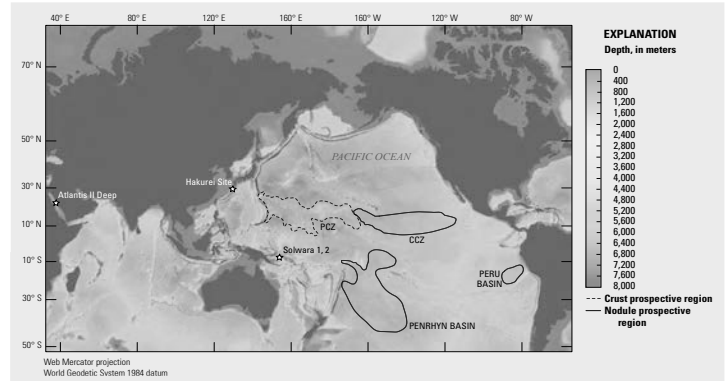 40° E 80° E 120° E 160° E 160° W 120° W 80° W
70° N
50° N
30° N
10° N
10° S
30° S
50° S
PACIFIC OCEAN
Hakurei Site
Atlantis II Deep
PCZ
CCZ
Solwara 1, 2
PERU
BASIN
PENRHYN BASIN
Web Mercator projection
World Geodetic System 1984 datum
EXPLANATION
Depth, in meters
0
400
800
1,200
1,600
2,000
2,400
2,800
3,200
3,600
4,000
4,400
4,800
5,200
5,600
6,000
6,400
6,800
7,200
7,600
8,000
Crust prospective region
Nodule prospective
region